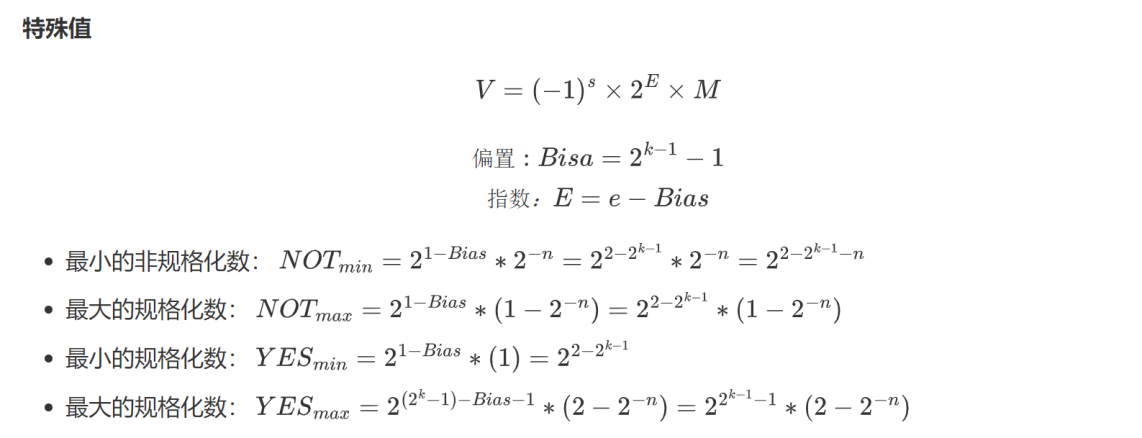 特殊值
$V = (-1)^s \times 2^E \times M$
偏置：$Bisa = 2^{k-1} - 1$
指数：$E = e - Bias$
• 最小的非规格化数： $NOT_{min} = 2^{1-Bias} * 2^{-n} = 2^{2-2^{k-1}} * 2^{-n} = 2^{2-2^{k-1}-n}$
• 最大的规格化数： $NOT_{max} = 2^{1-Bias} * (1 - 2^{-n}) = 2^{2-2^{k-1}} * (1 - 2^{-n})$
• 最小的规格化数： $YES_{min} = 2^{1-Bias} * (1) = 2^{2-2^{k-1}}$
• 最大的规格化数： $YES_{max} = 2^{(2^k-1)-Bias-1} * (2 - 2^{-n}) = 2^{2^{k-1}-1} * (2 - 2^{-n})$